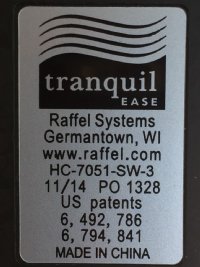 tranquil
EASE
Raffel Systems
Germantown, WI
www.raffel.com
HC-7051-SW-3
11/14 PO 1328
US patents
6, 492, 786
6, 794, 841
MADE IN CHINA